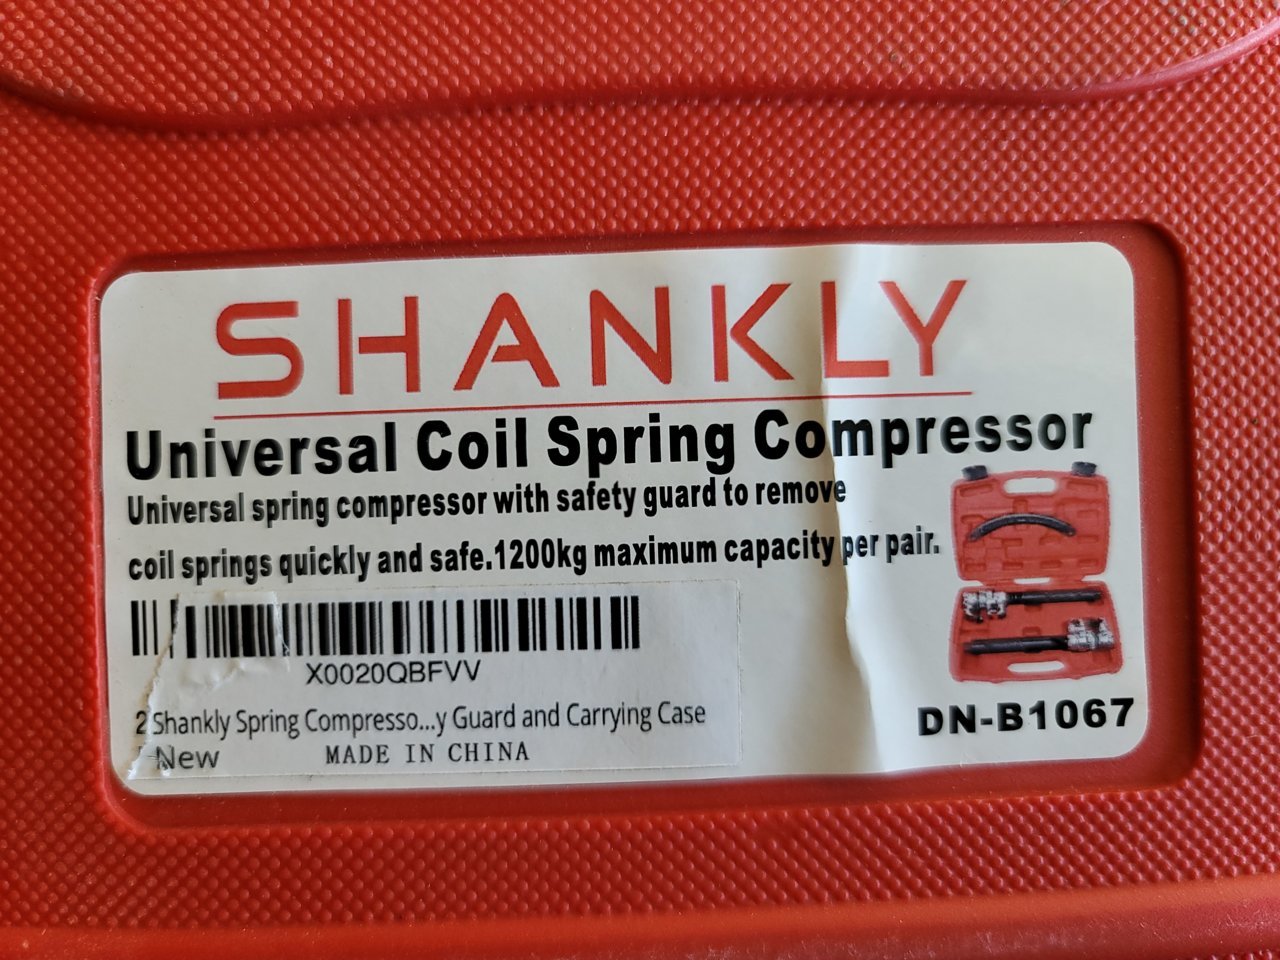 SHANKLY
Universal Coil Spring Compressor
Universal spring compressor with safety guard to remove
coil springs quickly and safe.1200kg maximum capacity per pair.
X0020QBFVV
2 Shankly Spring Compresso...y Guard and Carrying Case
New
MADE IN CHINA
DN-B1067